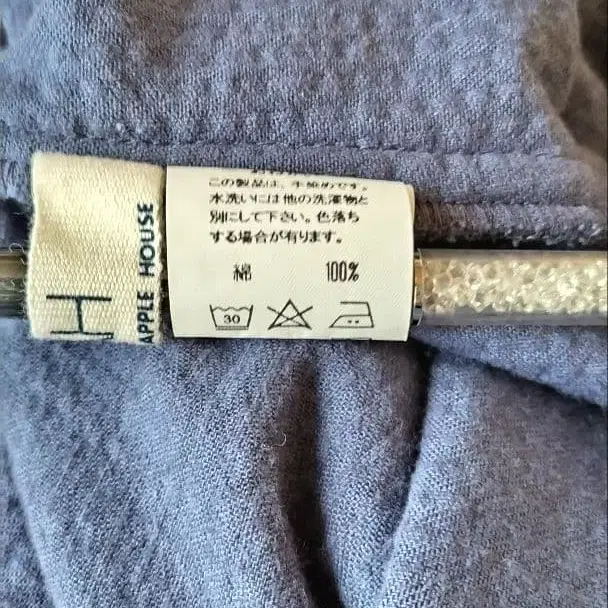 この製品は、手染めです。
水洗いには他の洗濯物と
別にして下さい。色落ち
する場合が有ります。
綿 100%
30
H
APPLE HOUSE